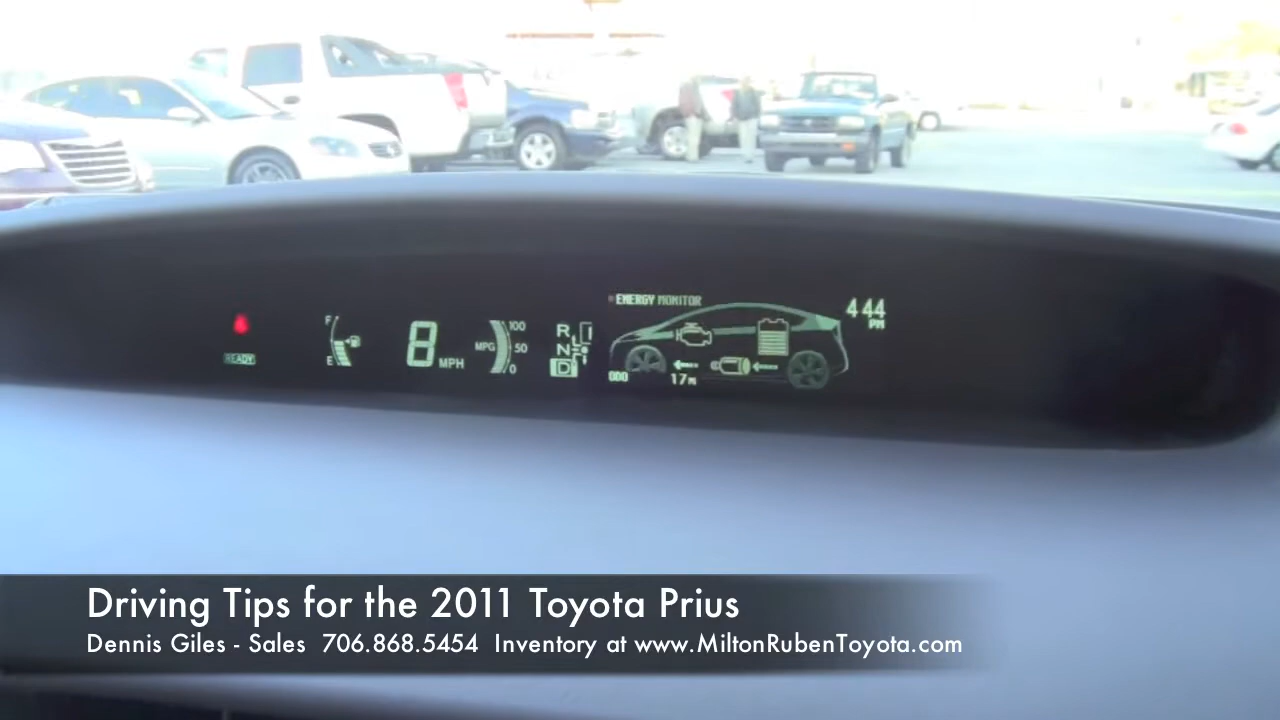 ENERGY MONITOR
4 44
PM
F
E
READY
8
MPH
MPG
100
50
0
R
N
D
ODO
17
Driving Tips for the 2011 Toyota Prius
Dennis Giles - Sales 706.868.5454 Inventory at www.MiltonRubenToyota.com